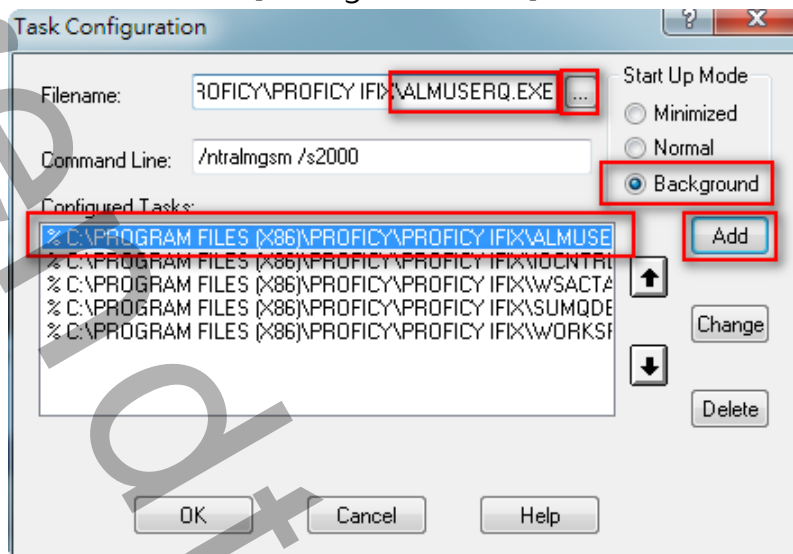 Task Configuration
Filename:
ROFICY\PROFICY IFIX\ALMUSERQ.EXE
...
Command Line:
/ntralmgsm /s2000
Start Up Mode
Minimized
Normal
Background
Configured Tasks:
% C:\PROGRAM FILES (X86)\PROFICY\PROFICY IFIX\ALMUSE
% C:\PROGRAM FILES (X86)\PROFICY\PROFICY IFIX\IOCNTRL
% C:\PROGRAM FILES (X86)\PROFICY\PROFICY IFIX\WSACTA
% C:\PROGRAM FILES (X86)\PROFICY\PROFICY IFIX\SUMQDE
% C:\PROGRAM FILES (X86)\PROFICY\PROFICY IFIX\WORKSP
Add
Change
Delete
OK
Cancel
Help